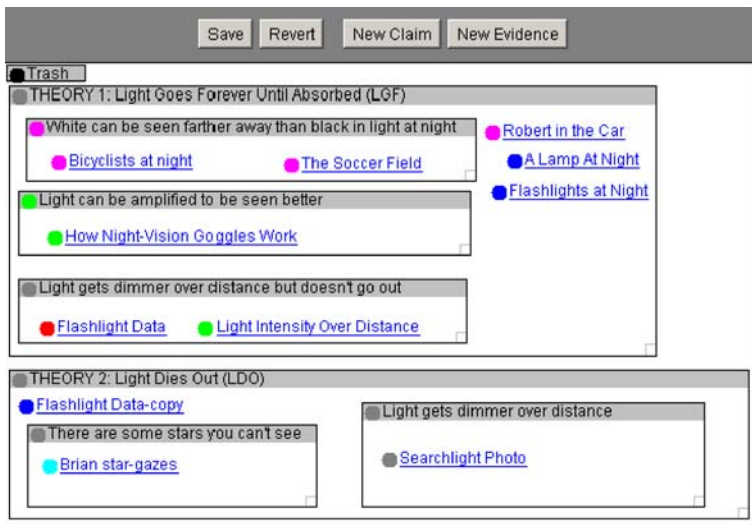 Save Revert New Claim New Evidence
Trash
THEORY 1: Light Goes Forever Until Absorbed (LGF)
White can be seen farther away than black in light at night
Robert in the Car
Bicyclists at night
The Soccer Field
A Lamp At Night
Light can be amplified to be seen better
Flashlights at Night
How Night-Vision Goggles Work
Light gets dimmer over distance but doesn't go out
Flashlight Data
Light Intensity Over Distance
THEORY 2: Light Dies Out (LDO)
Flashlight Data-copy
There are some stars you can't see
Brian star-gazes
Light gets dimmer over distance
Searchlight Photo